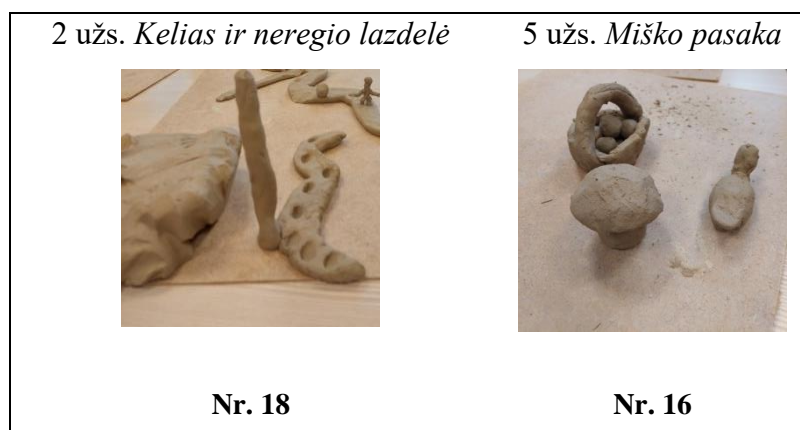 2 užs. Kelias ir neregio lazdelė
5 užs. Miško pasaka
Nr. 18
Nr. 16